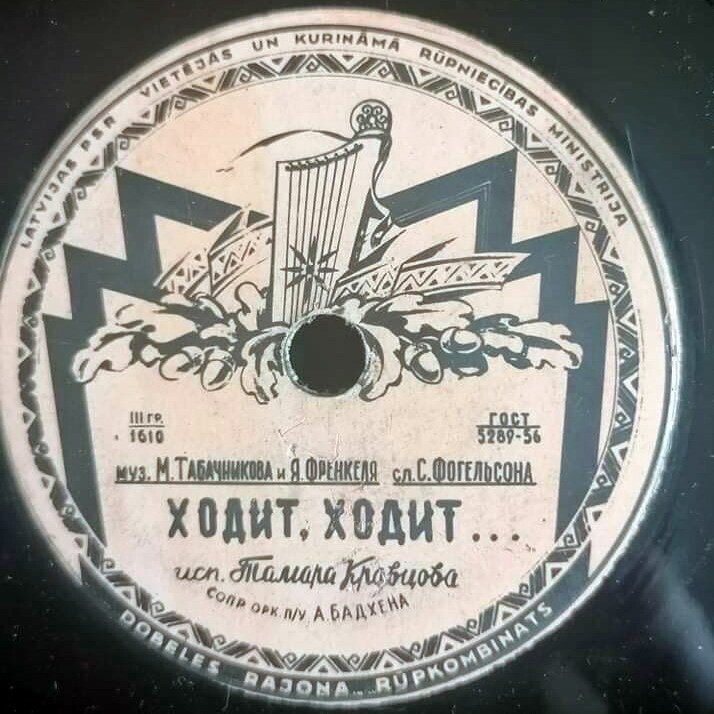 LATVIJAS PSR VIETĒJĀS UN KURINĀMĀ RŪPNIECĪBAS MINISTRIJA
III ГР.
1610
ГОСТ
5289-56
муз. М. ТАБАЧНИКОВА и Я. ФРЕНКЕЛЯ сл. С. ФОГЕЛЬСОНА
ХОДИТ, ХОДИТ...
исп. Тамара Кравцова
СОПР. ОРК. П/У А. БАДХЕНА
DOBELES RAJONA RŪPKOMBINATS